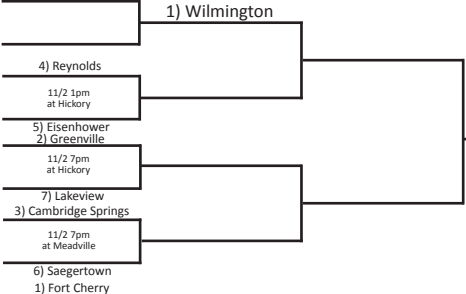 1) Wilmington
4) Reynolds
11/2 1pm
at Hickory
5) Eisenhower
2) Greenville
11/2 7pm
at Hickory
7) Lakeview
3) Cambridge Springs
11/2 7pm
at Meadville
6) Saegertown
1) Fort Cherry